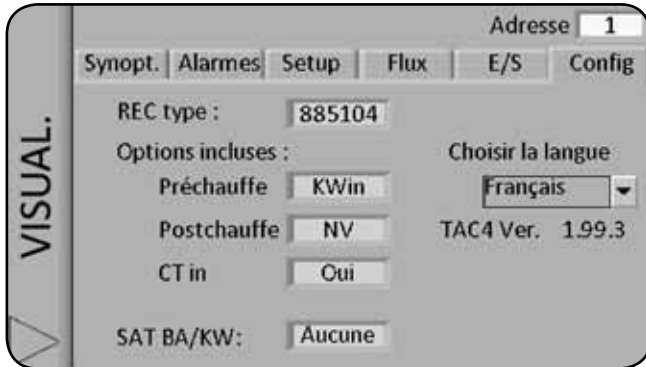 Adresse 1
Synopt. Alarmes Setup Flux E/S Config
REC type : 885104
Options incluses : Choisir la langue
Préchauffe KWin Français
Postchauffe NV TAC4 Ver. 1.99.3
CT in Oui
SAT BA/KW: Aucune
VISUAL.